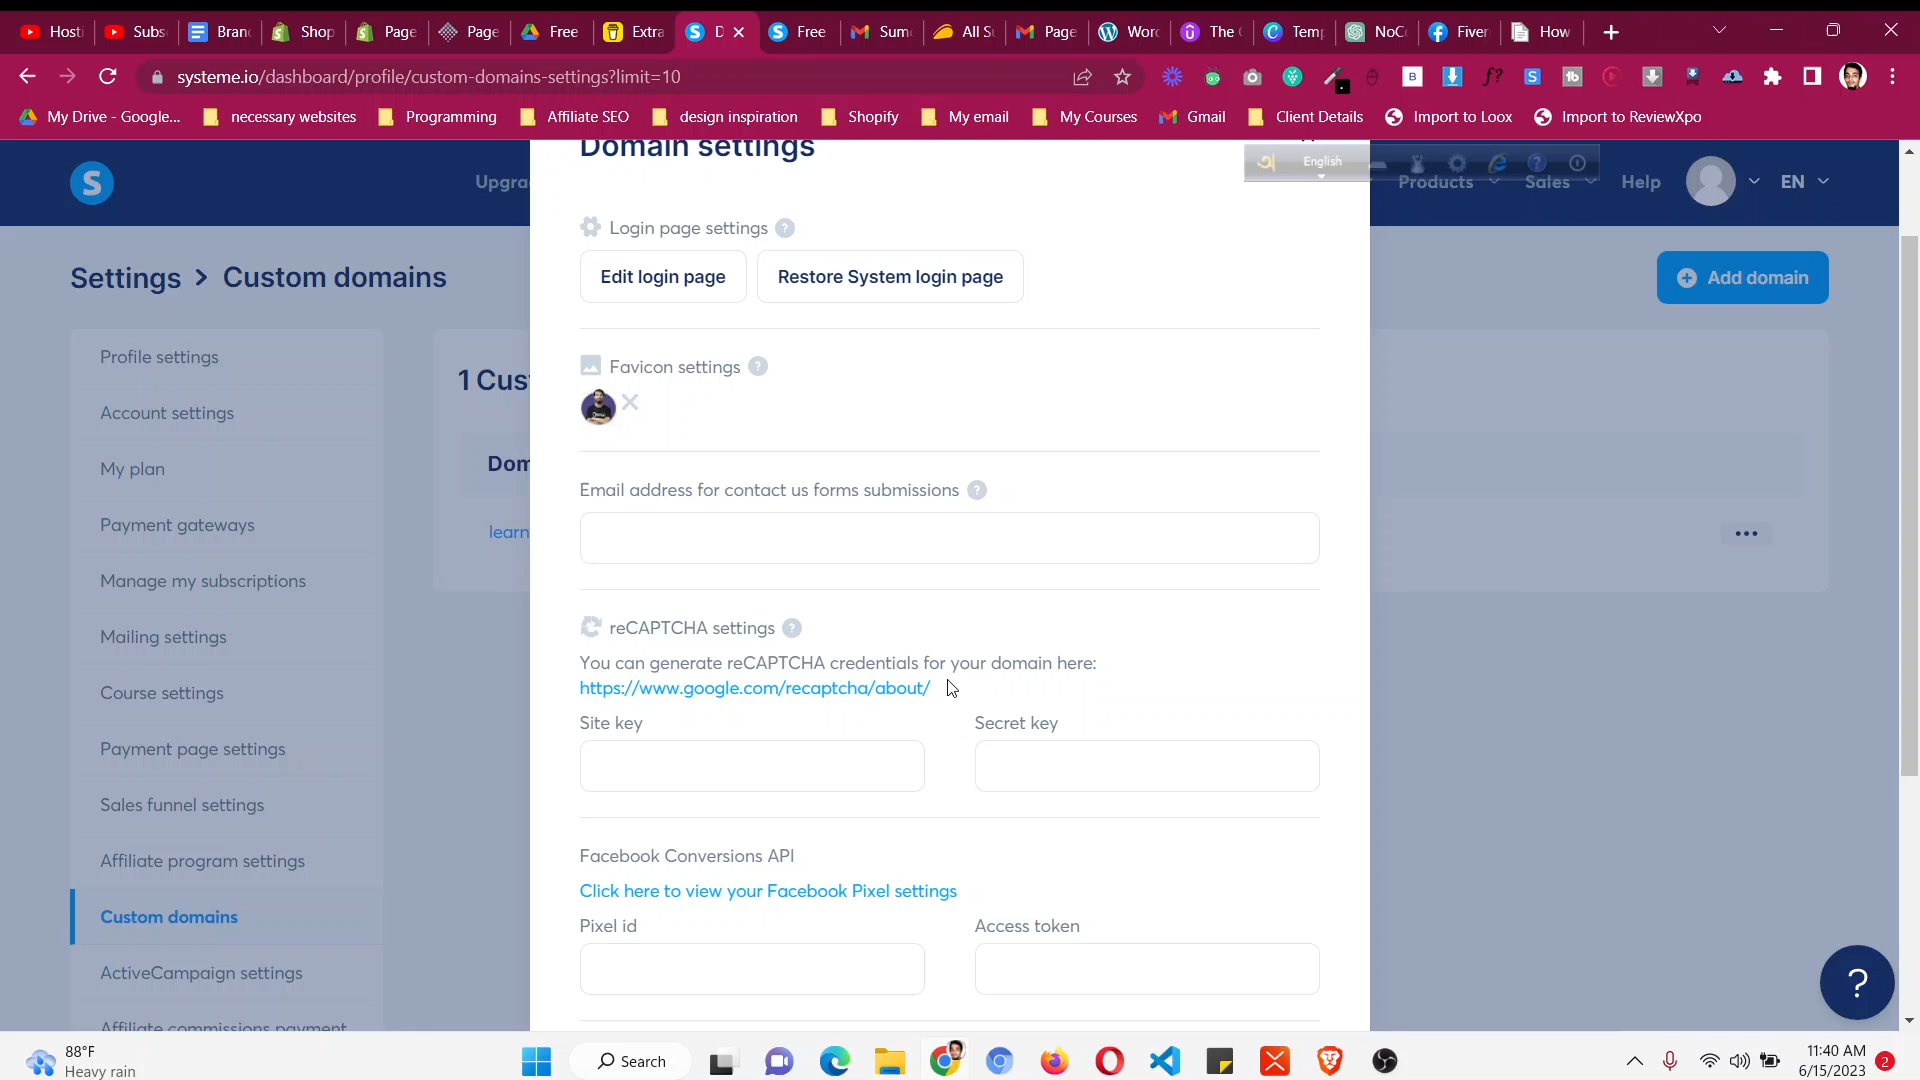 Hosti
Subs
Bran
Shop
Page
Page
Free
Extra
D
Free
Sum
All S
Page
Wor
The
Temp
NoC
Fiver
How
systeme.io/dashboard/profile/custom-domains-settings?limit=10
My Drive - Google...
necessary websites
Programming
Affiliate SEO
design inspiration
Shopify
My email
My Courses
Gmail
Client Details
Import to Loox
Import to ReviewXpo
S
Upgra
Products
Sales
Help
EN
English
Settings > Custom domains
Add domain
Profile settings
Account settings
My plan
Payment gateways
Manage my subscriptions
Mailing settings
Course settings
Payment page settings
Sales funnel settings
Affiliate program settings
Custom domains
ActiveCampaign settings
Affiliate commissions payment
1 Cus
Dom
learn
Domain settings
Login page settings ?
Edit login page
Restore System login page
Favicon settings ?
Email address for contact us forms submissions ?
reCAPTCHA settings ?
You can generate reCAPTCHA credentials for your domain here:
https://www.google.com/recaptcha/about/
Site key
Secret key
Facebook Conversions API
Click here to view your Facebook Pixel settings
Pixel id
Access token
?
88°F
Heavy rain
Search
11:40 AM
6/15/2023
2